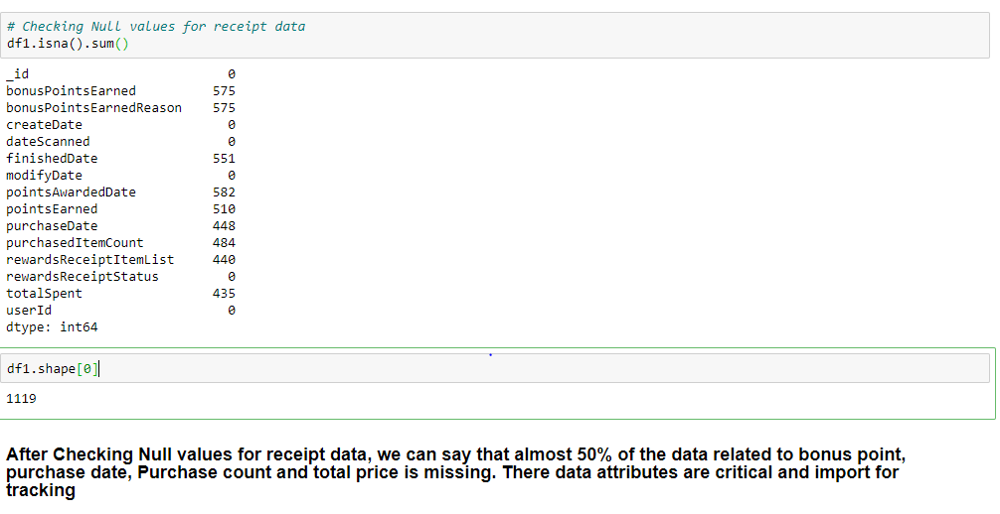 # Checking Null values for receipt data
df1.isna().sum()
_id 0
bonusPointsEarned 575
bonusPointsEarnedReason 575
createDate 0
dateScanned 0
finishedDate 551
modifyDate 0
pointsAwardedDate 582
pointsEarned 510
purchaseDate 448
purchasedItemCount 484
rewardsReceiptItemList 440
rewardsReceiptStatus 0
totalSpent 435
userId 0
dtype: int64
df1.shape[0]
1119
After Checking Null values for receipt data, we can say that almost 50% of the data related to bonus point,
purchase date, Purchase count and total price is missing. There data attributes are critical and import for
tracking